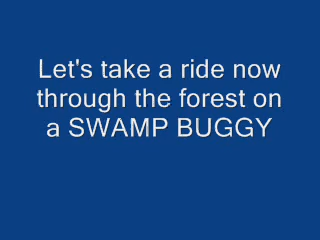 Let's take a ride now
through the forest on
a SWAMP BUGGY